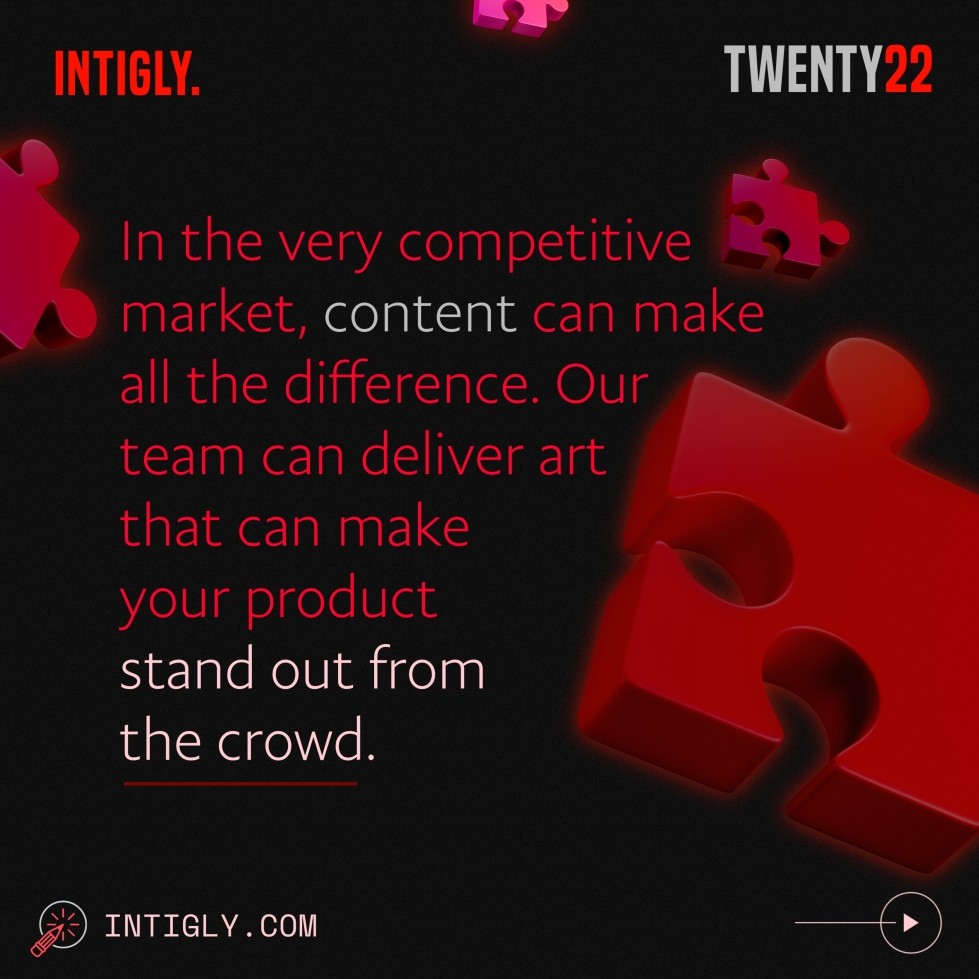 INTIGLY.
TWENTY22
In the very competitive
market, content can make
all the difference. Our
team can deliver art
that can make
your product
stand out from
the crowd.
INTIGLY.COM